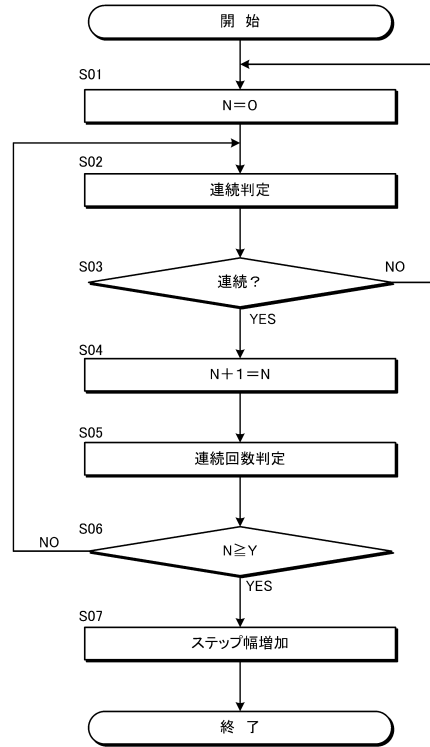 開 始
S01
N=0
S02
連続判定
S03
連続?
NO
YES
S04
N+1=N
S05
連続回数判定
S06
N≧Y
NO
YES
S07
ステップ幅増加
終 了